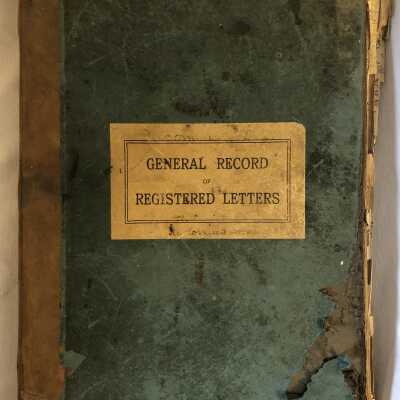 GENERAL RECORD
OF
REGISTERED LETTERS